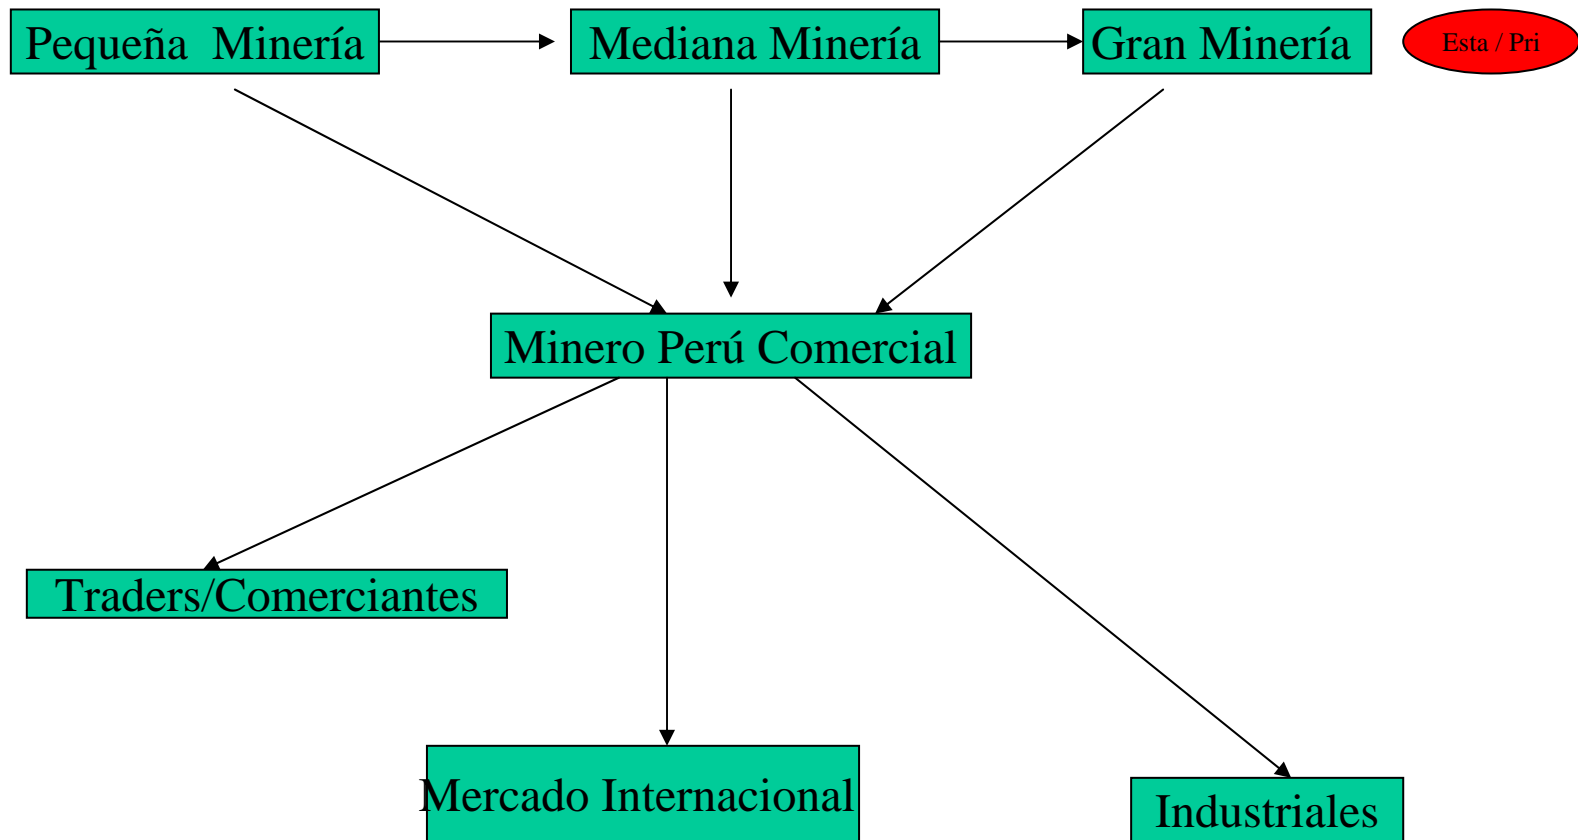 Pequeña Minería
Mediana Minería
Gran Minería
Esta / Pri
Minero Perú Comercial
Traders/Comerciantes
Mercado Internacional
Industriales